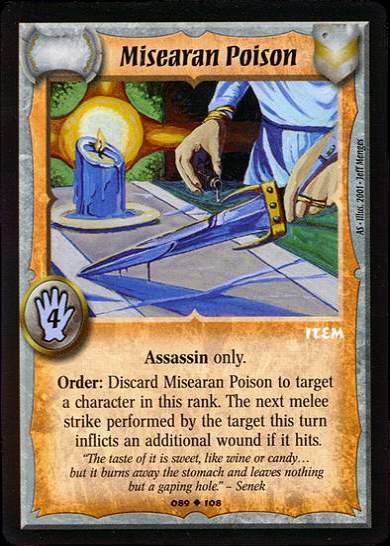 Misearan Poison
AS • Illus. 2001 • Jeff Menges
4
ITEM
Assassin only.
Order: Discard Misearan Poison to target
a character in this rank. The next melee
strike performed by the target this turn
inflicts an additional wound if it hits.
"The taste of it is sweet, like wine or candy…
but it burns away the stomach and leaves nothing
but a gaping hole." – Senek
089 ◆ 108